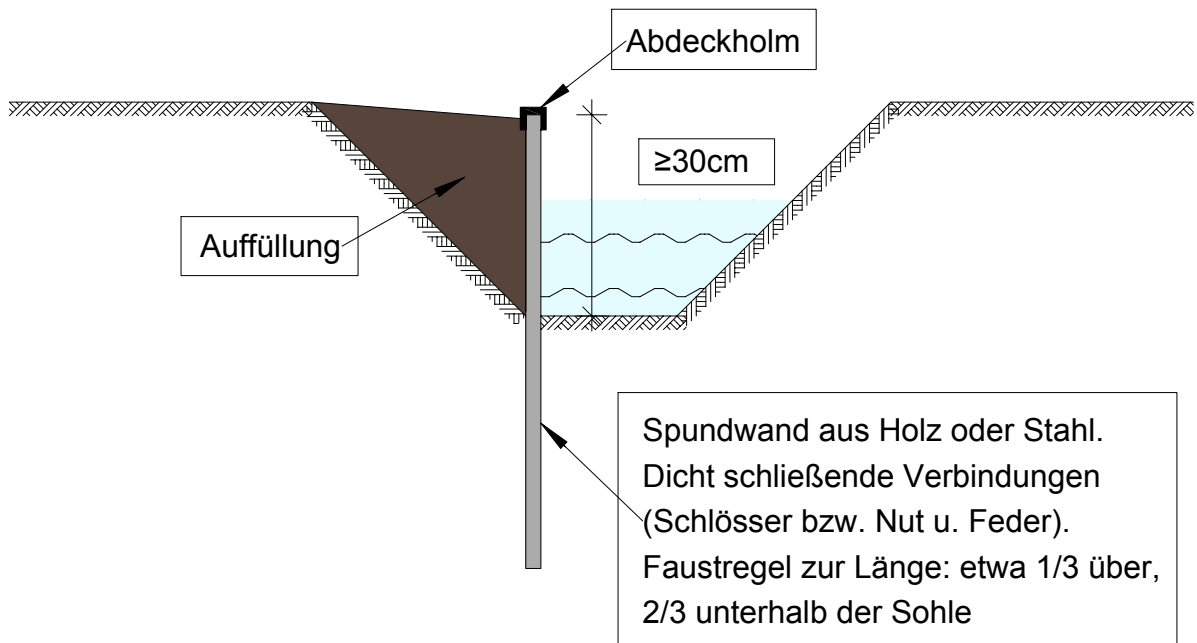 Abdeckholm
≥30cm
Auffüllung
Spundwand aus Holz oder Stahl.
Dicht schließende Verbindungen
(Schlösser bzw. Nut u. Feder).
Faustregel zur Länge: etwa 1/3 über,
2/3 unterhalb der Sohle